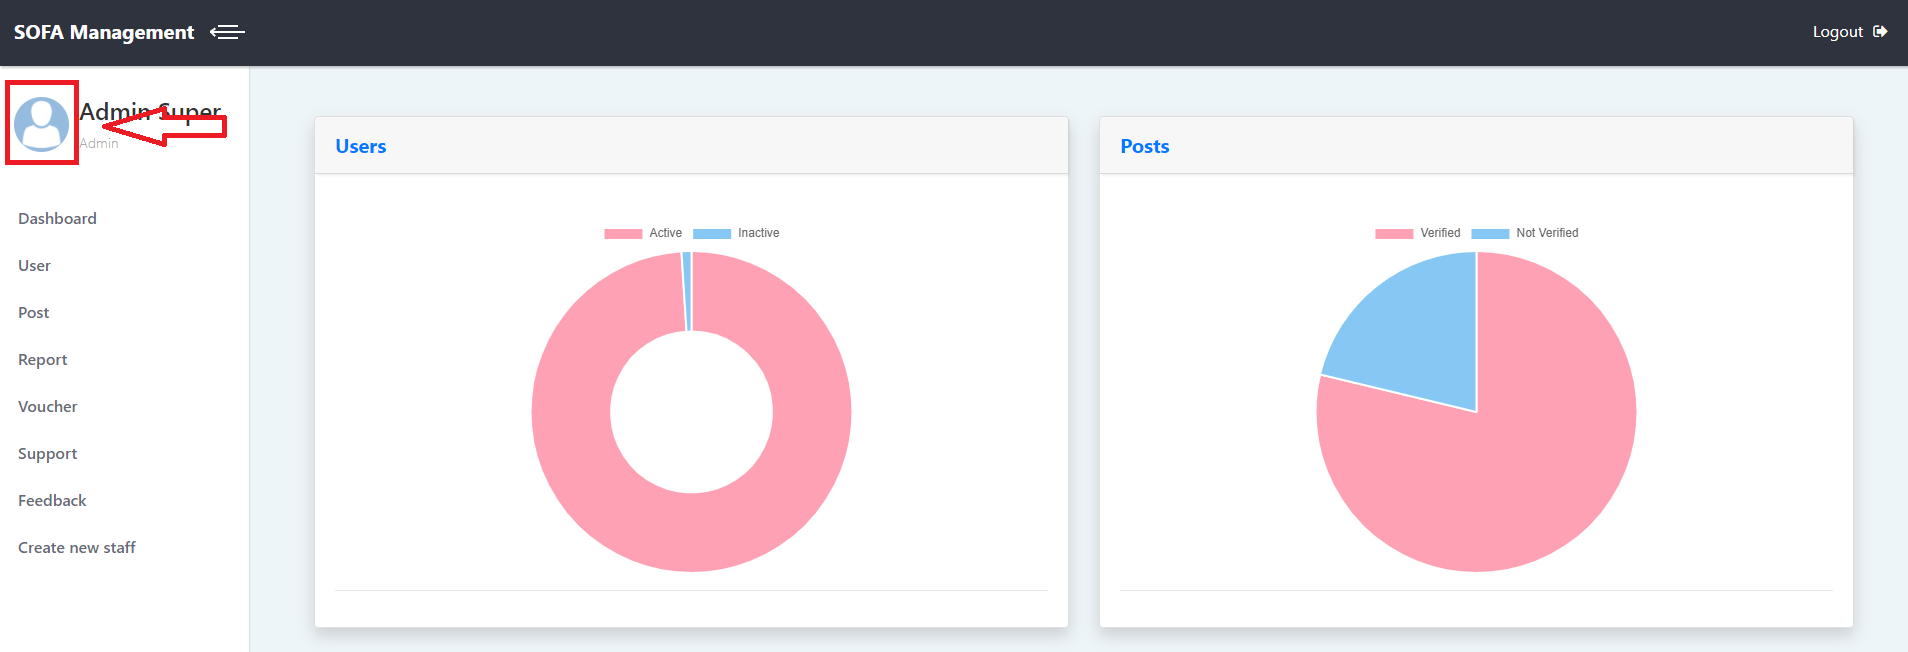 SOFA Management
Logout
Admin Super
Admin
Dashboard
User
Post
Report
Voucher
Support
Feedback
Create new staff
Users
Active Inactive
Posts
Verified Not Verified